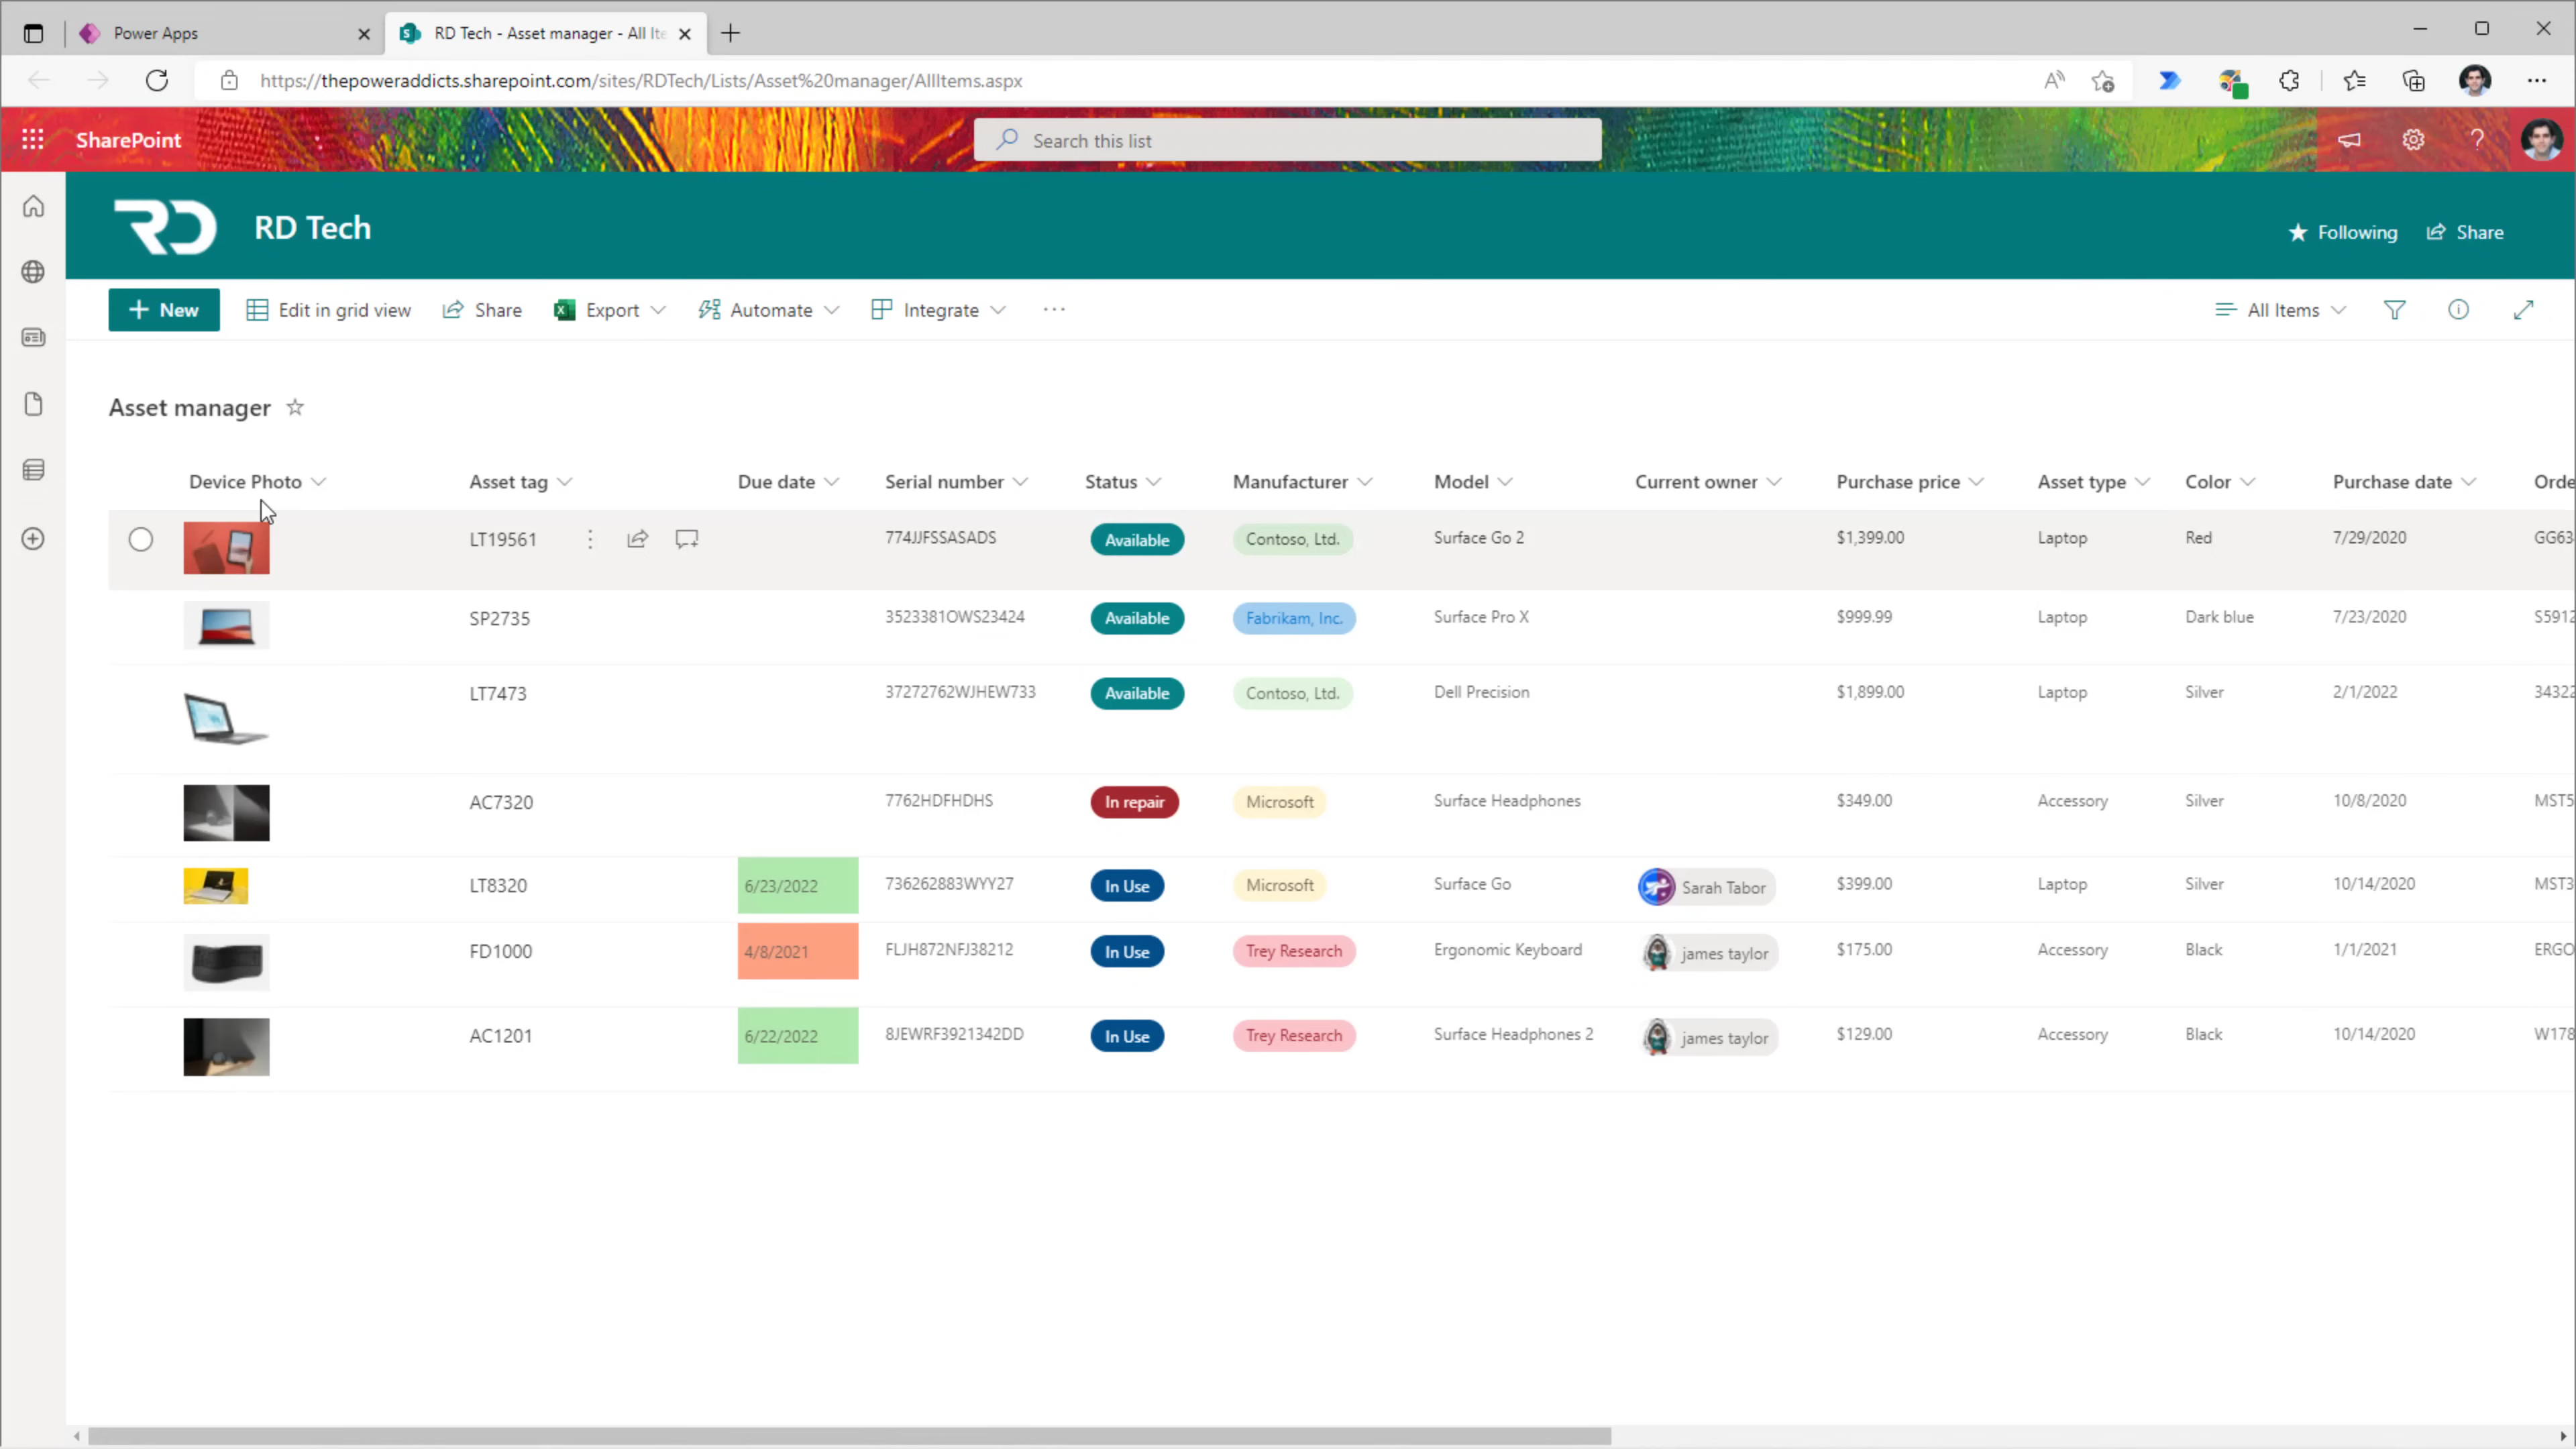 Power Apps
RD Tech - Asset manager - All Ite
https://thepoweraddicts.sharepoint.com/sites/RDTech/Lists/Asset%20manager/AllItems.aspx
SharePoint
Search this list
RD
RD Tech
Following Share
New Edit in grid view Share Export Automate Integrate ··· All Items
Asset manager
Device Photo Asset tag Due date Serial number Status Manufacturer Model Current owner Purchase price Asset type Color Purchase date Orde
LT19561 774JJFSSASADS Available Contoso, Ltd. Surface Go 2 $1,399.00 Laptop Red 7/29/2020 GG63
SP2735 3523381OWS23424 Available Fabrikam, Inc. Surface Pro X $999.99 Laptop Dark blue 7/23/2020 S5912
LT7473 37272762WJHEW733 Available Contoso, Ltd. Dell Precision $1,899.00 Laptop Silver 2/1/2022 34322
AC7320 7762HDFHDHS In repair Microsoft Surface Headphones $349.00 Accessory Silver 10/8/2020 MST5
LT8320 6/23/2022 736262883WYY27 In Use Microsoft Surface Go Sarah Tabor $399.00 Laptop Silver 10/14/2020 MST3
FD1000 4/8/2021 FLJH872NFJ38212 In Use Trey Research Ergonomic Keyboard james taylor $175.00 Accessory Black 1/1/2021 ERGO
AC1201 6/22/2022 8JEWRF3921342DD In Use Trey Research Surface Headphones 2 james taylor $129.00 Accessory Black 10/14/2020 W178